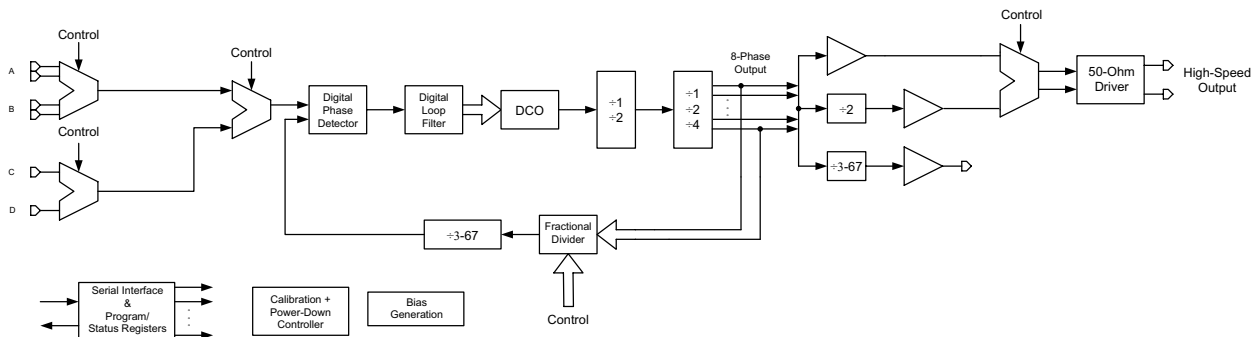 Control
A
B
Control
C
D
Control
Digital
Phase
Detector
Digital
Loop
Filter
DCO
÷1
÷2
÷1
÷2
÷4
8-Phase
Output
÷2
÷3-67
Control
50-Ohm
Driver
High-Speed
Output
÷3-67
Fractional
Divider
Control
Serial Interface
&
Program/
Status Registers
Calibration +
Power-Down
Controller
Bias
Generation